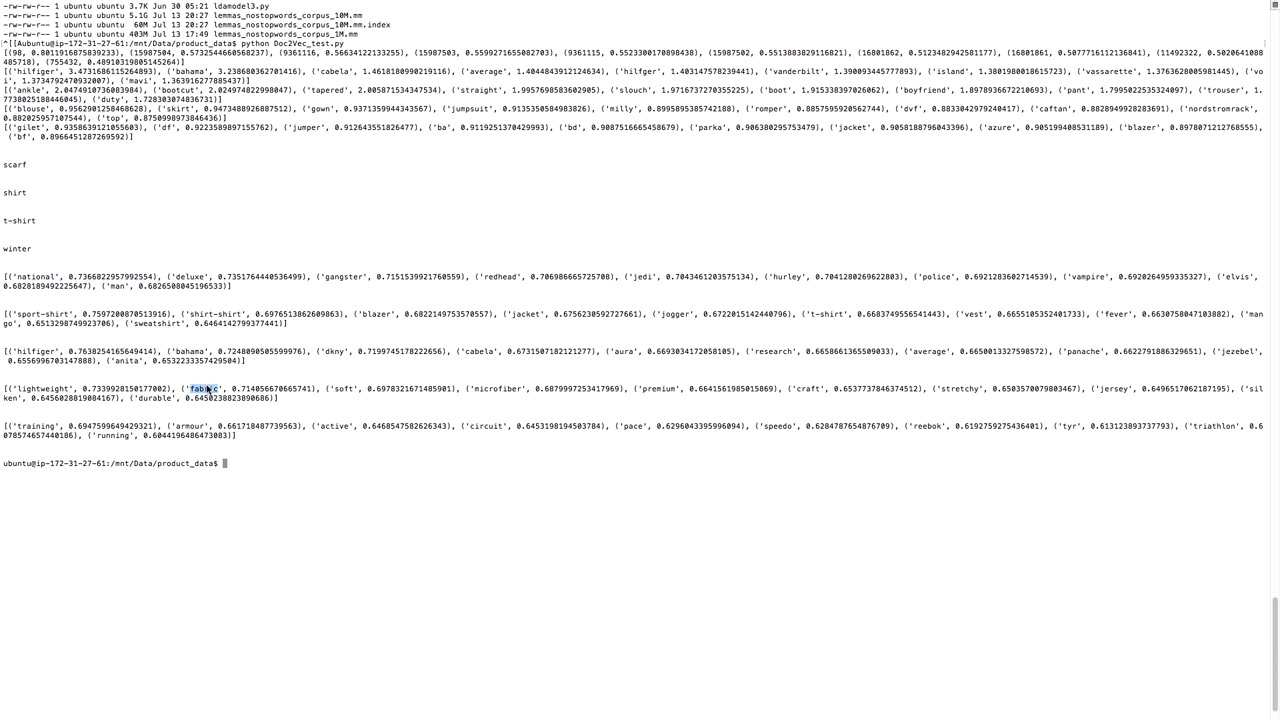 -rw-rw-r-- 1 ubuntu ubuntu 3.7K Jun 30 05:21 ldamodel3.py
-rw-rw-r-- 1 ubuntu ubuntu 5.1G Jul 13 20:27 lemmas_nostopwords_corpus_10M.mm
-rw-rw-r-- 1 ubuntu ubuntu  60M Jul 13 20:27 lemmas_nostopwords_corpus_10M.mm.index
-rw-rw-r-- 1 ubuntu ubuntu 403M Jul 13 17:49 lemmas_nostopwords_corpus_1M.mm
^[[Aubuntu@ip-172-31-27-61:/mnt/Data/product_data$ python Doc2Vec_test.py
[(98, 0.8011916875839233), (15987503, 0.5732544660568237), (9361116, 0.5663412213325), (15987504, 0.5599271655082703), (9361115, 0.5523300170898438), (15987502, 0.5513883829116821), (16801862, 0.5123482942581177), (16801861, 0.5077716112136841), (11492322, 0.5020641088
485718), (755432, 0.48910319805145264)]
[('hilfiger', 3.4731686115264893), ('bahama', 3.238680362701416), ('cabela', 1.4618180990219116), ('average', 1.4044843912124634), ('hilfger', 1.403147578239441), ('vanderbilt', 1.390093445777893), ('island', 1.3801980018615723), ('vassarette', 1.3763628005981445), ('vo
i', 1.3734792470932007), ('mavi', 1.363916277885437)]
[('ankle', 2.0474910736083984), ('bootcut', 2.024974822998047), ('tapered', 2.005871534347534), ('straight', 1.9957698583602905), ('slouch', 1.9716737270355225), ('boot', 1.915338397026062), ('boyfriend', 1.8978936672210693), ('pant', 1.7995022535324097), ('trouser', 1.
7738025188446045), ('duty', 1.728303074836731)]
[('blouse', 0.9562901258468628), ('skirt', 0.9473488926887512), ('gown', 0.9371359944343567), ('jumpsuit', 0.9135350584983826), ('milly', 0.8995895385742188), ('romper', 0.8857595920562744), ('dvf', 0.8833042979240417), ('caftan', 0.8828949928283691), ('nordstromrack',
0.882025957107544), ('top', 0.8750998973846436)]
[('gilet', 0.9358639121055603), ('df', 0.9223589897155762), ('jumper', 0.912643551826477), ('ba', 0.9119251370429993), ('bd', 0.9087516665458679), ('parka', 0.906380295753479), ('jacket', 0.9058188796043396), ('azure', 0.905199408531189), ('blazer', 0.8978071212768555),
('bf', 0.8966451287269592)]
scarf
shirt
t-shirt
winter
[('national', 0.7366822957992554), ('deluxe', 0.7351764440536499), ('gangster', 0.7151539921760559), ('redhead', 0.706986665725708), ('jedi', 0.7043461203575134), ('hurley', 0.7041280269622803), ('police', 0.6921283602714539), ('vampire', 0.6920264959335327), ('elvis',
0.6828189492225647), ('man', 0.6826508045196533)]
[('sport-shirt', 0.7597200870513916), ('shirt-shirt', 0.6976513862609863), ('blazer', 0.6822149753570557), ('jacket', 0.6756230592727661), ('jogger', 0.6722015142440796), ('t-shirt', 0.6683749556541443), ('vest', 0.6655105352401733), ('fever', 0.6630758047103882), ('man
go', 0.6513298749923706), ('sweatshirt', 0.6464142799377441)]
[('hilfiger', 0.7638254165649414), ('bahama', 0.7248090505599976), ('dkny', 0.7199745178222656), ('cabela', 0.6731507182121277), ('aura', 0.6693034172058105), ('research', 0.6658661365509033), ('average', 0.6650013327598572), ('panache', 0.6622791886329651), ('jezebel',
0.6556996703147888), ('anita', 0.6532233357429504)]
[('lightweight', 0.7339928150177002), ('fabric', 0.714056670665741), ('soft', 0.6978321671485901), ('microfiber', 0.6879997253417969), ('premium', 0.6641561985015869), ('craft', 0.6537737846374512), ('stretchy', 0.6503570079803467), ('jersey', 0.6496517062187195), ('sil
ken', 0.6456028819084167), ('durable', 0.6450238823890686)]
[('training', 0.6947599649429321), ('armour', 0.661718487739563), ('active', 0.6468547582626343), ('circuit', 0.6453198194503784), ('pace', 0.6296043395996094), ('speedo', 0.6284787654876709), ('reebok', 0.619275927543640​1), ('tyr', 0.613123893737793), ('triathlon', 0.6
078574657440186), ('running', 0.6044196486473083)]
ubuntu@ip-172-31-27-61:/mnt/Data/product_data$